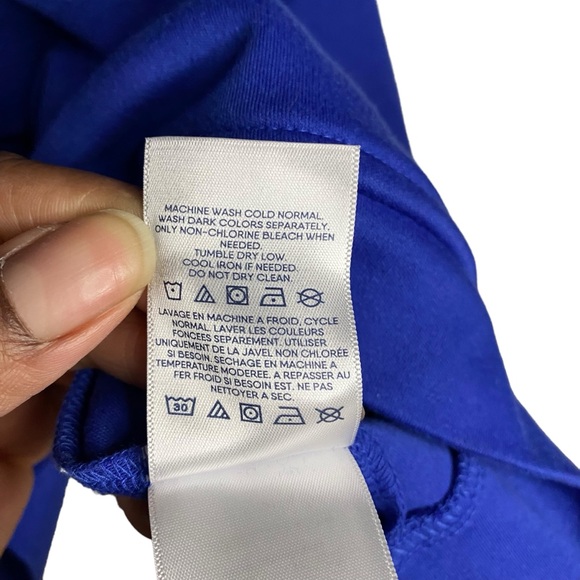 MACHINE WASH COLD NORMAL.
WASH DARK COLORS SEPARATELY.
ONLY NON-CHLORINE BLEACH WHEN
NEEDED.
TUMBLE DRY LOW.
COOL IRON IF NEEDED.
DO NOT DRY CLEAN.
LAVAGE EN MACHINE A FROID, CYCLE
NORMAL. LAVER LES COULEURS
FONCÉES SEPAREMENT. UTILISER
UNIQUEMENT DE LA JAVEL NON CHLORÉE
SI BESOIN. SECHAGE EN MACHINE A
TEMPERATURE MODEREE. A REPASSER AU
FER FROID SI BESOIN EST. NE PAS
NETTOYER A SEC.
30